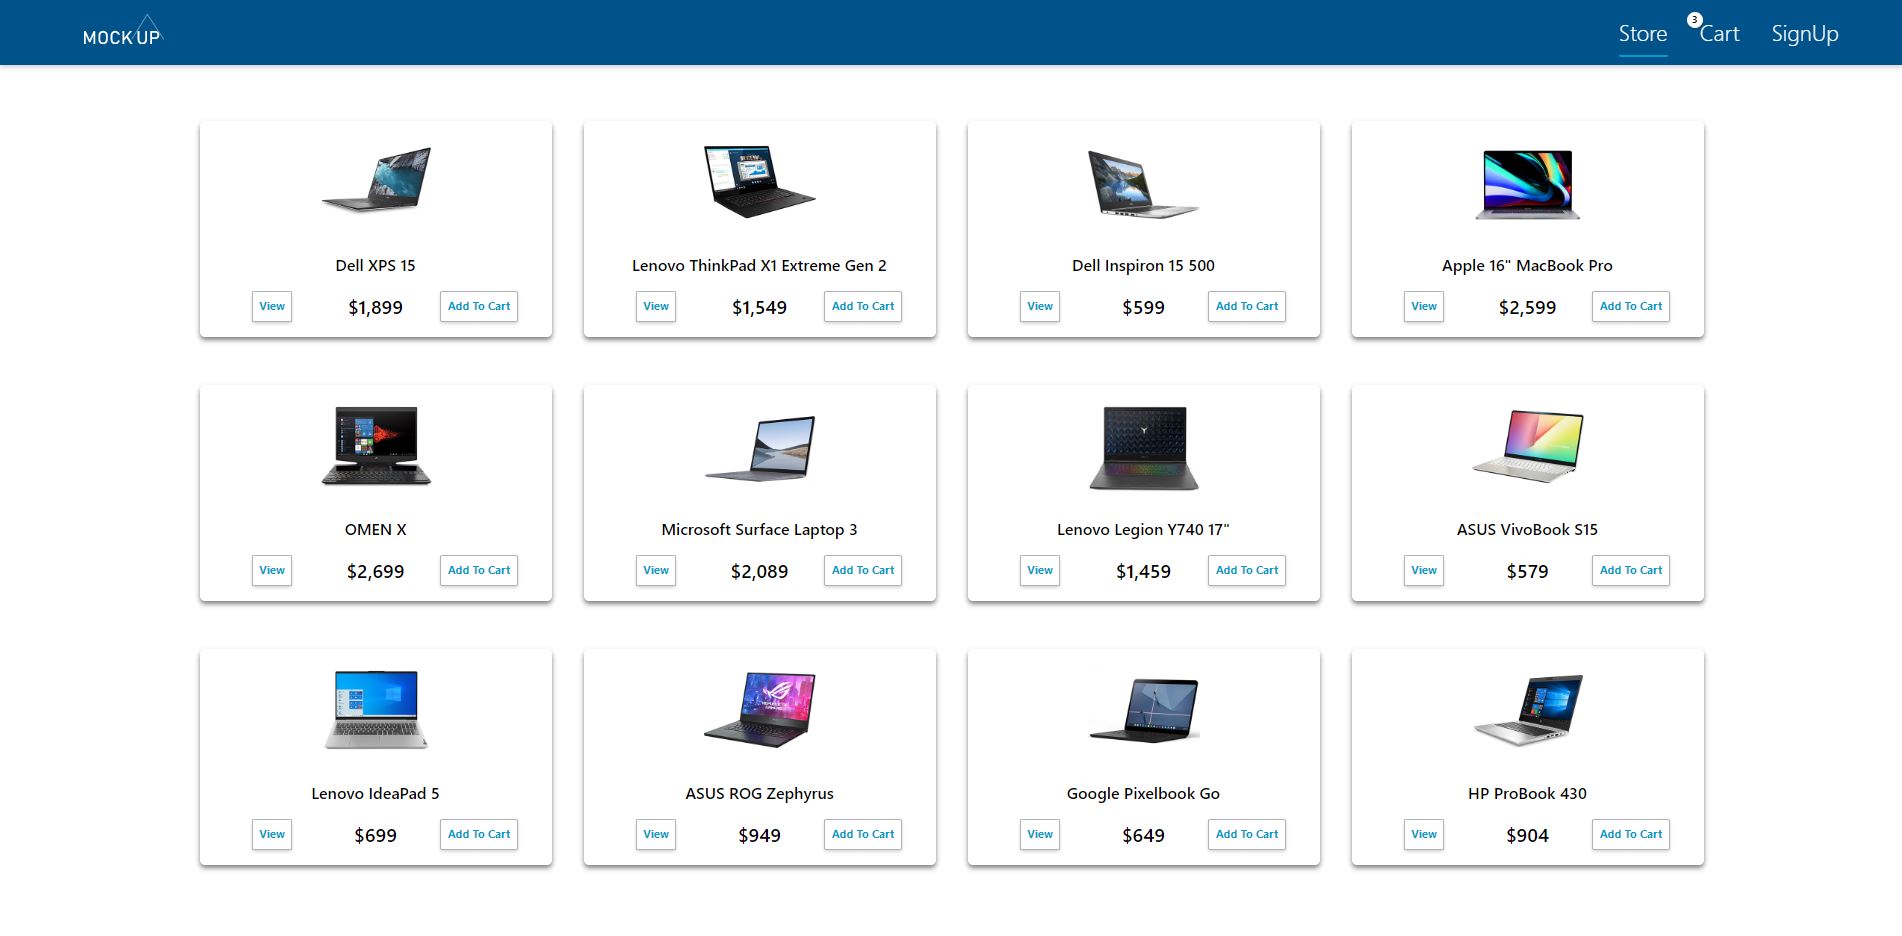 MOCKUP
Store
3
Cart
SignUp
Dell XPS 15
View $1,899 Add To Cart
Lenovo ThinkPad X1 Extreme Gen 2
View $1,549 Add To Cart
Dell Inspiron 15 500
View $599 Add To Cart
Apple 16" MacBook Pro
View $2,599 Add To Cart
OMEN X
View $2,699 Add To Cart
Microsoft Surface Laptop 3
View $2,089 Add To Cart
Lenovo Legion Y740 17"
View $1,459 Add To Cart
ASUS VivoBook S15
View $579 Add To Cart
Lenovo IdeaPad 5
View $699 Add To Cart
ASUS ROG Zephyrus
View $949 Add To Cart
Google Pixelbook Go
View $649 Add To Cart
HP ProBook 430
View $904 Add To Cart